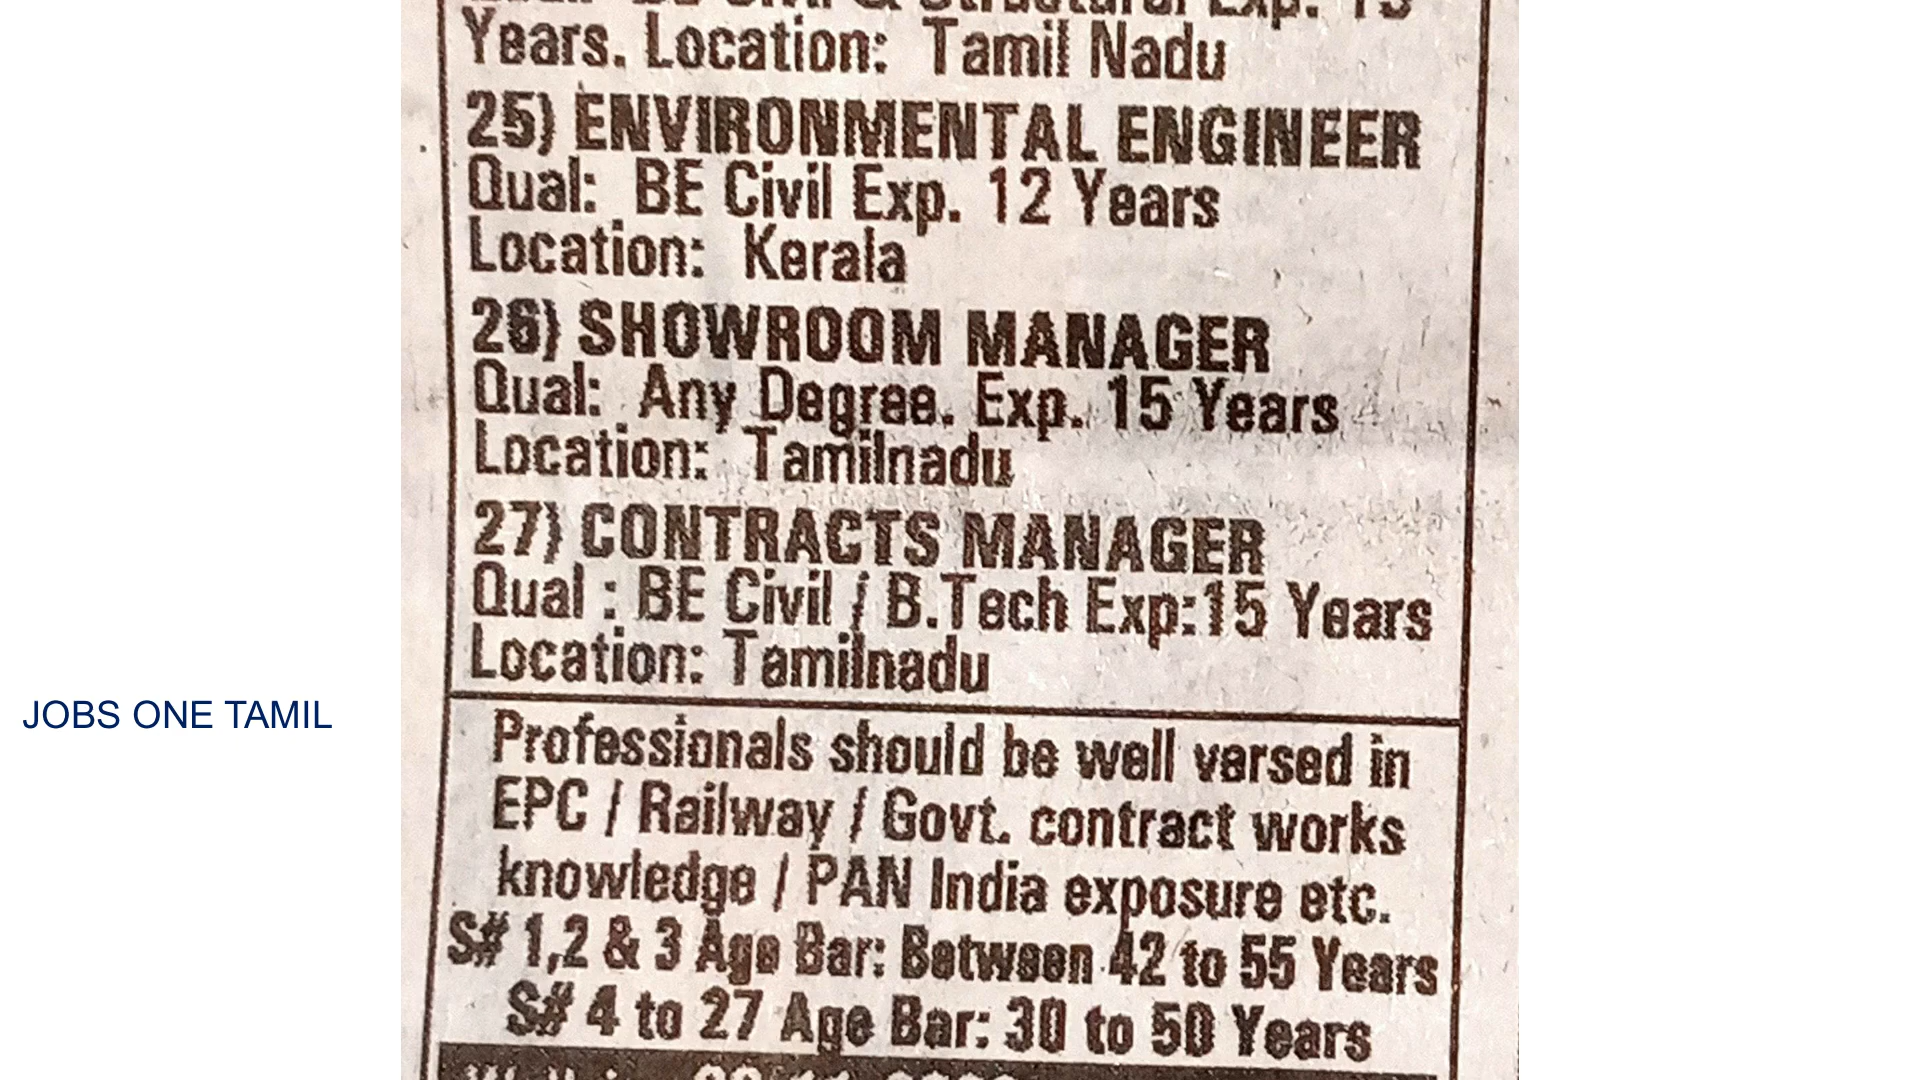 Years. Location: Tamil Nadu
25) ENVIRONMENTAL ENGINEER
Qual: BE Civil Exp. 12 Years
Location: Kerala
26) SHOWROOM MANAGER
Qual: Any Degree. Exp. 15 Years
Location: Tamilnadu
27) CONTRACTS MANAGER
Qual : BE Civil / B.Tech Exp:15 Years
Location: Tamilnadu
JOBS ONE TAMIL
Professionals should be well versed in
EPC / Railway / Govt. contract works
knowledge / PAN India exposure etc.
S# 1,2 & 3 Age Bar: Between 42 to 55 Years
S# 4 to 27 Age Bar: 30 to 50 Years